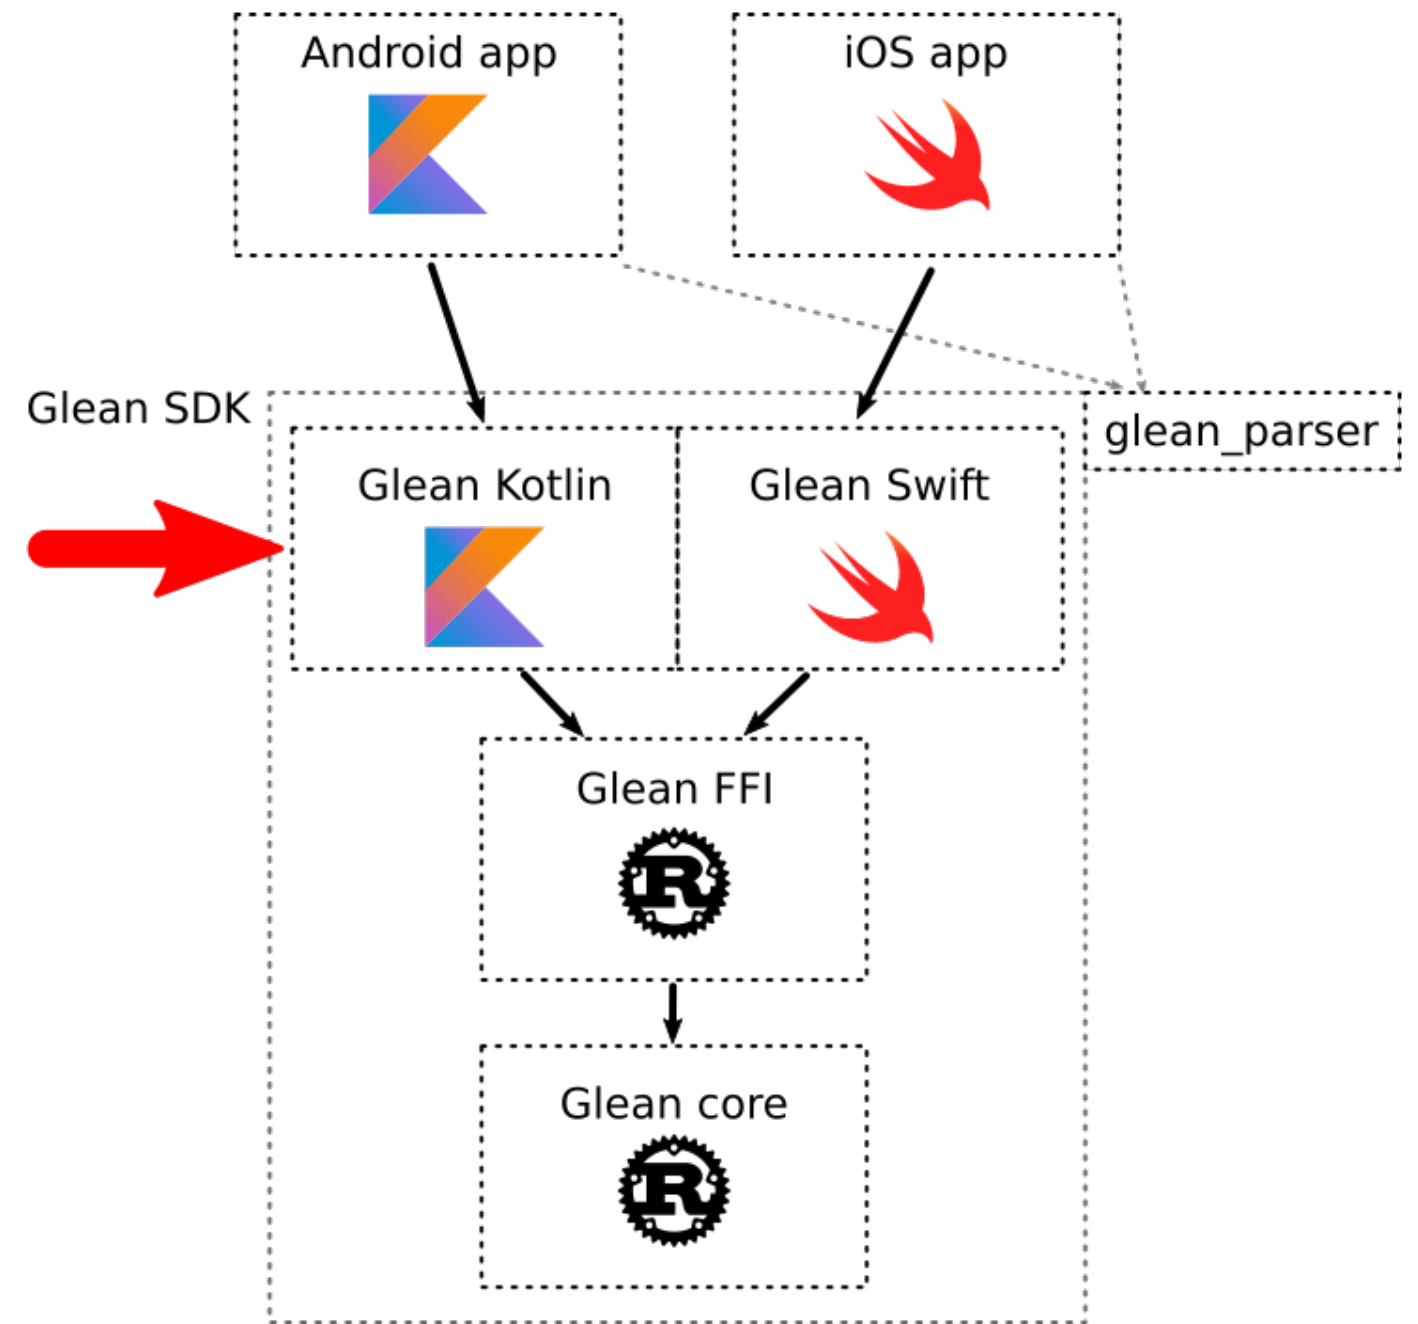 Android app
iOS app
Glean SDK
glean_parser
Glean Kotlin
Glean Swift
Glean FFI
R
Glean core
R